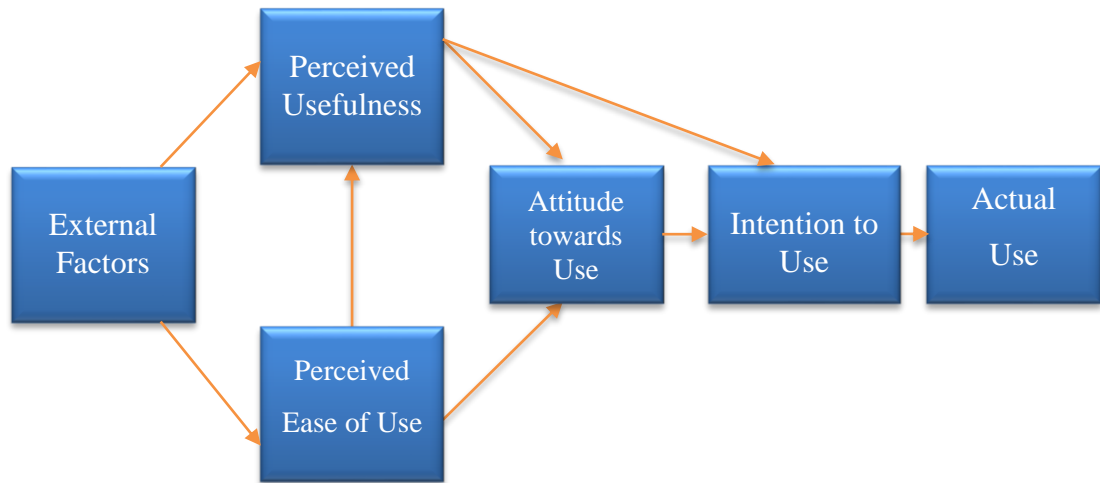 External
Factors
Perceived
Usefulness
Perceived
Ease of Use
Attitude
towards
Use
Intention to
Use
Actual
Use